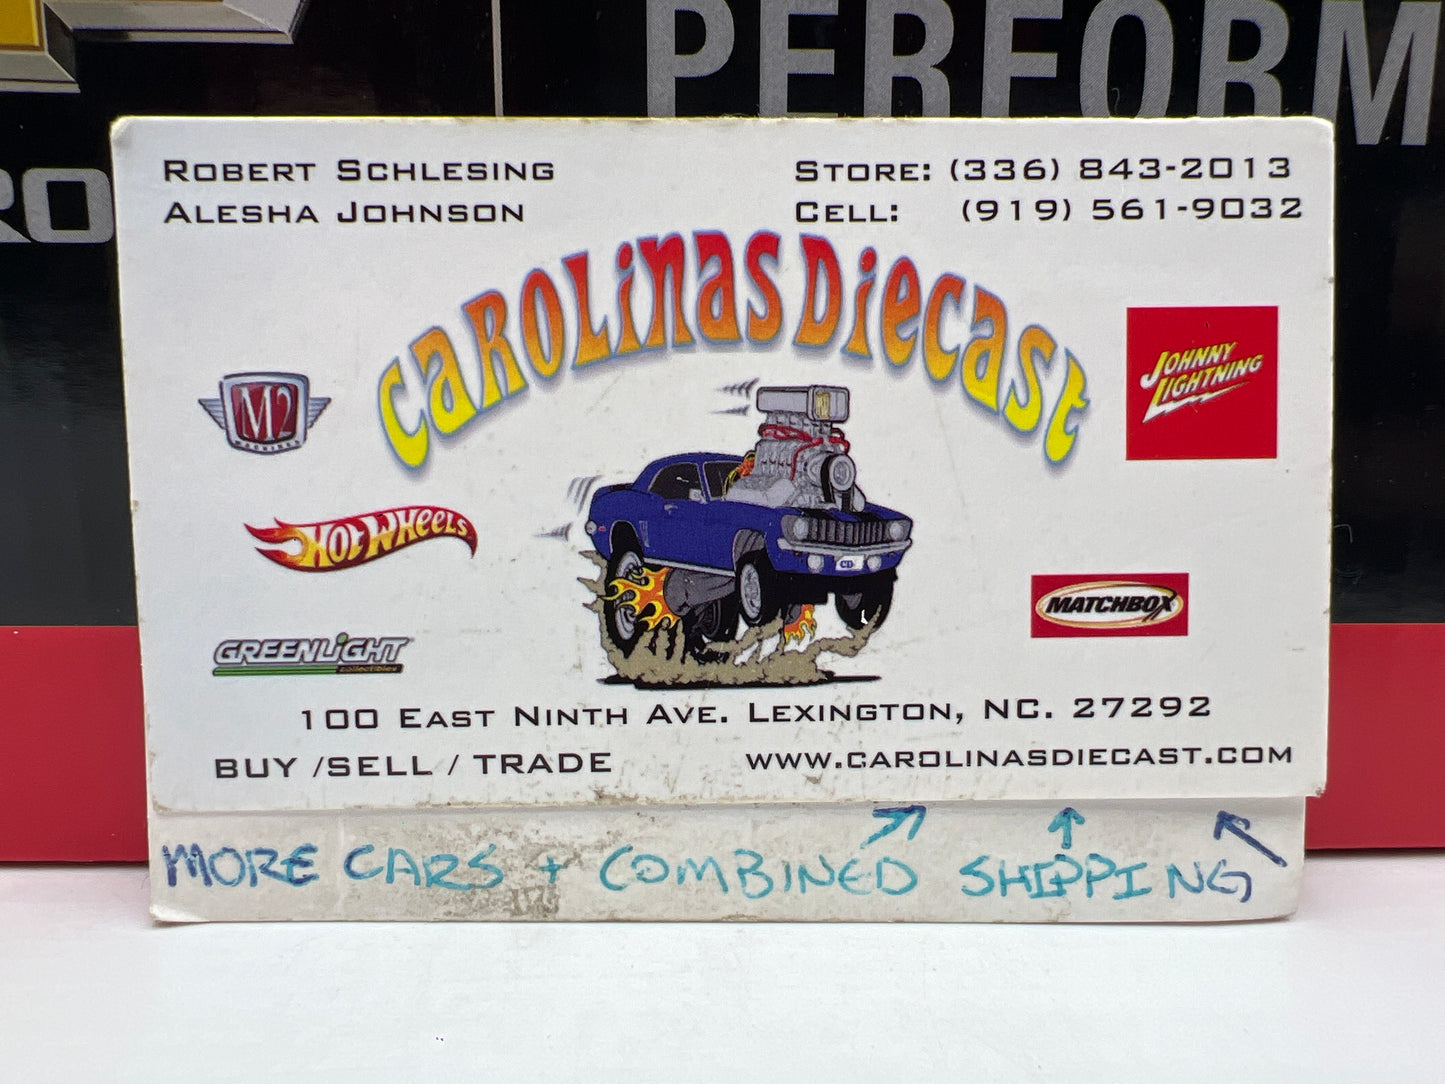 PERFORM
RO
ROBERT SCHLESING
STORE: (336) 843-2013
ALESHA JOHNSON
CELL: (919) 561-9032
CAROLINAS DIECAST
M2
MACHINES
JOHNNY
LIGHTNING
HOT WHEELS
CD
MATCHBOX
GREENLIGHT
collectibles
100 EAST NINTH AVE. LEXINGTON, NC. 27292
BUY /SELL / TRADE
WWW.CAROLINASDIECAST.COM
MORE CARS + COMBINED SHIPPING